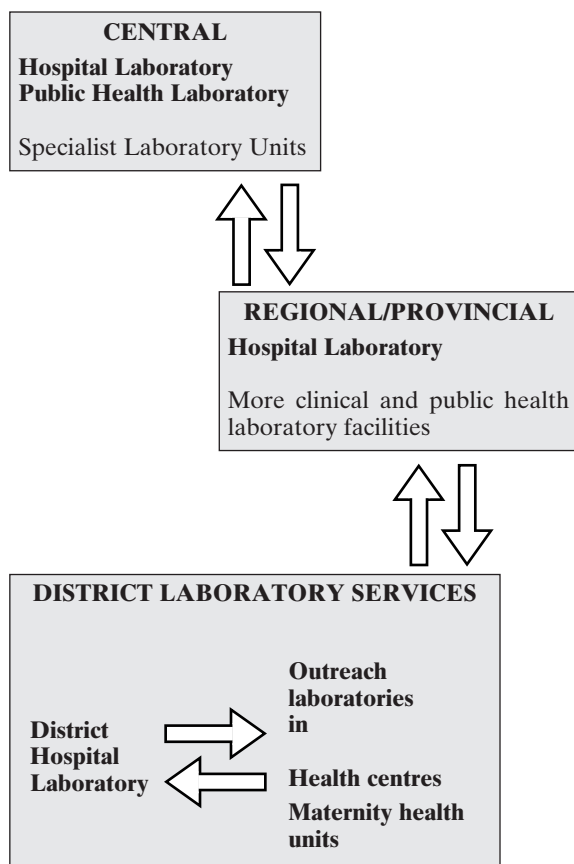 CENTRAL
Hospital Laboratory
Public Health Laboratory
Specialist Laboratory Units
REGIONAL/PROVINCIAL
Hospital Laboratory
More clinical and public health
laboratory facilities
DISTRICT LABORATORY SERVICES
District
Hospital
Laboratory
Outreach
laboratories
in
Health centres
Maternity health
units